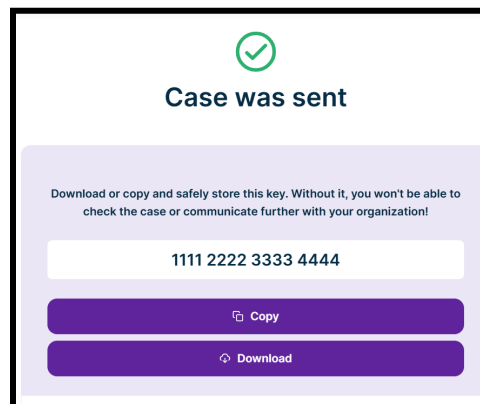 Case was sent
Download or copy and safely store this key. Without it, you won't be able to
check the case or communicate further with your organization!
1111 2222 3333 4444
Copy
Download